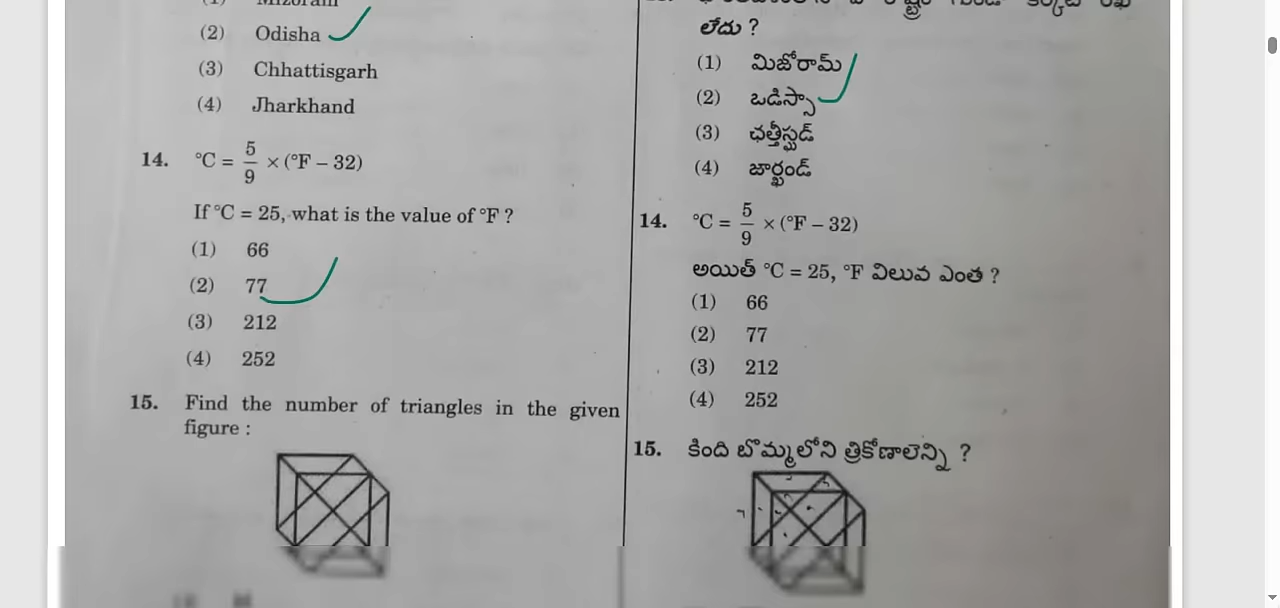 (1) Mizoram
(2) Odisha
(3) Chhattisgarh
(4) Jharkhand
14. °C = 5/9 × (°F – 32)
If °C = 25, what is the value of °F ?
(1) 66
(2) 77
(3) 212
(4) 252
15. Find the number of triangles in the given
figure :
లేదు ?
(1) మిజోరామ్
(2) ఒడిస్సా
(3) ఛత్తీస్ఘడ్
(4) జార్ఖండ్
14. °C = 5/9 × (°F – 32)
అయిత్ °C = 25, °F విలువ ఎంత ?
(1) 66
(2) 77
(3) 212
(4) 252
15. కింది బొమ్మలోని త్రికోణాలెన్ని ?